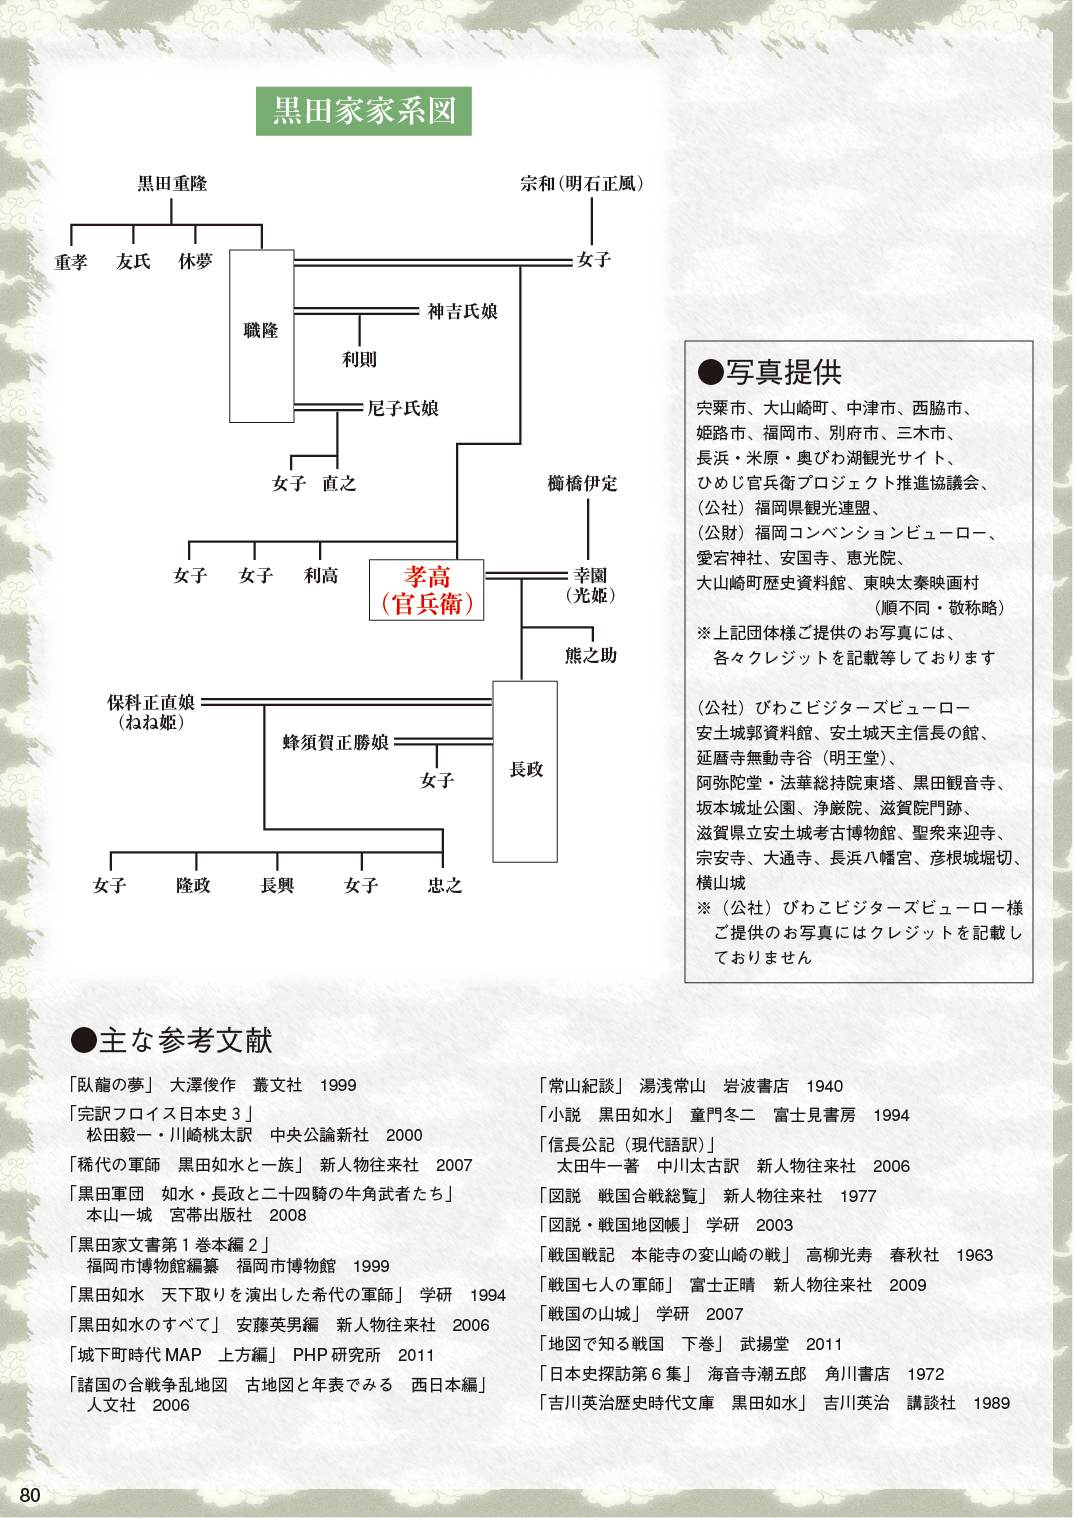 黒田家家系図
黒田重隆
宗和(明石正風)
重孝
友氏
休夢
女子
職隆
神吉氏娘
利則
尼子氏娘
女子
直之
櫛橋伊定
女子
女子
利高
孝高
(官兵衛)
幸園
(光姫)
熊之助
保科正直娘
(ねね姫)
蜂須賀正勝娘
女子
長政
女子
隆政
長興
女子
忠之
●写真提供
宍粟市、大山崎町、中津市、西脇市、
姫路市、福岡市、別府市、三木市、
長浜・米原・奥びわ湖観光サイト、
ひめじ官兵衛プロジェクト推進協議会、
(公社)福岡県観光連盟、
(公財)福岡コンベンションビューロー、
愛宕神社、安国寺、恵光院、
大山崎町歴史資料館、東映太秦映画村
(順不同・敬称略)
※上記団体様ご提供のお写真には、
各々クレジットを記載等しております
(公社)びわこビジターズビューロー
安土城郭資料館、安土城天主信長の館、
延暦寺無動寺谷(明王堂)、
阿弥陀堂・法華総持院東塔、黒田観音寺、
坂本城址公園、浄厳院、滋賀院門跡、
滋賀県立安土城考古博物館、聖衆来迎寺、
宗安寺、大通寺、長浜八幡宮、彦根城堀切、
横山城
※(公社)びわこビジターズビューロー様
ご提供のお写真にはクレジットを記載し
ておりません
●主な参考文献
「臥龍の夢」 大澤俊作 叢文社 1999
「完訳フロイス日本史3」
松田毅一・川崎桃太訳 中央公論新社 2000
「稀代の軍師 黒田如水と一族」 新人物往来社 2007
「黒田軍団 如水・長政と二十四騎の牛角武者たち」
本山一城 宮帯出版社 2008
「黒田家文書第1巻本編2」
福岡市博物館編纂 福岡市博物館 1999
「黒田如水 天下取りを演出した希代の軍師」 学研 1994
「黒田如水のすべて」 安藤英男編 新人物往来社 2006
「城下町時代MAP 上方編」 PHP研究所 2011
「諸国の合戦争乱地図 古地図と年表でみる 西日本編」
人文社 2006
「常山紀談」 湯浅常山 岩波書店 1940
「小説 黒田如水」 童門冬二 富士見書房 1994
「信長公記(現代語訳)」
太田牛一著 中川太古訳 新人物往来社 2006
「図説 戦国合戦総覧」 新人物往来社 1977
「図説・戦国地図帳」 学研 2003
「戦国戦記 本能寺の変山崎の戦」 高柳光寿 春秋社 1963
「戦国七人の軍師」 富士正晴 新人物往来社 2009
「戦国の山城」 学研 2007
「地図で知る戦国 下巻」 武揚堂 2011
「日本史探訪第6集」 海音寺潮五郎 角川書店 1972
「吉川英治歴史時代文庫 黒田如水」 吉川英治 講談社 1989
80